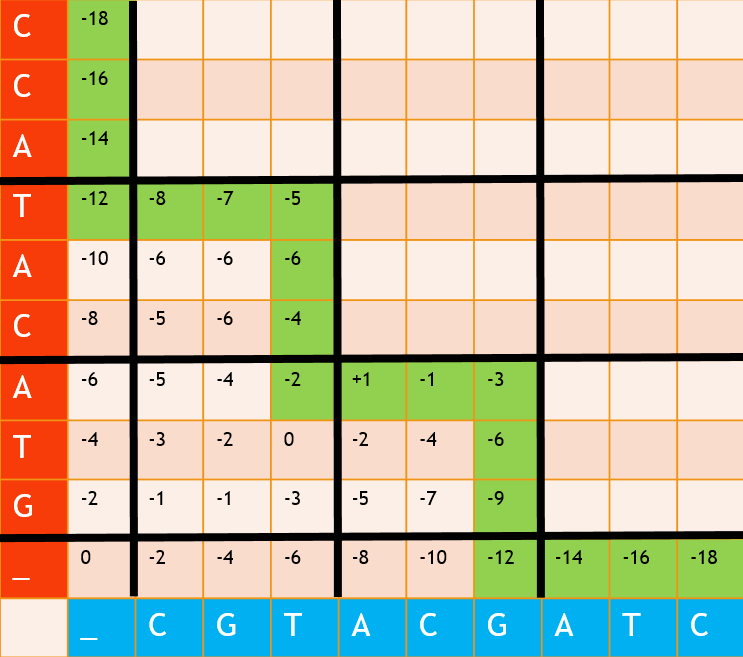 C -18
C -16
A -14
T -12 -8 -7 -5
A -10 -6 -6 -6
C -8 -5 -6 -4
A -6 -5 -4 -2 +1 -1 -3
T -4 -3 -2 0 -2 -4 -6
G -2 -1 -1 -3 -5 -7 -9
_ 0 -2 -4 -6 -8 -10 -12 -14 -16 -18
_ C G T A C G A T C